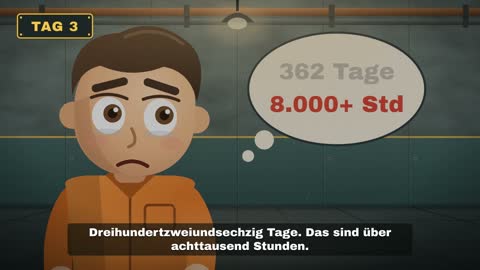 TAG 3
362 Tage
8.000+ Std
Dreihundertzweiundsechzig Tage. Das sind über
achttausend Stunden.